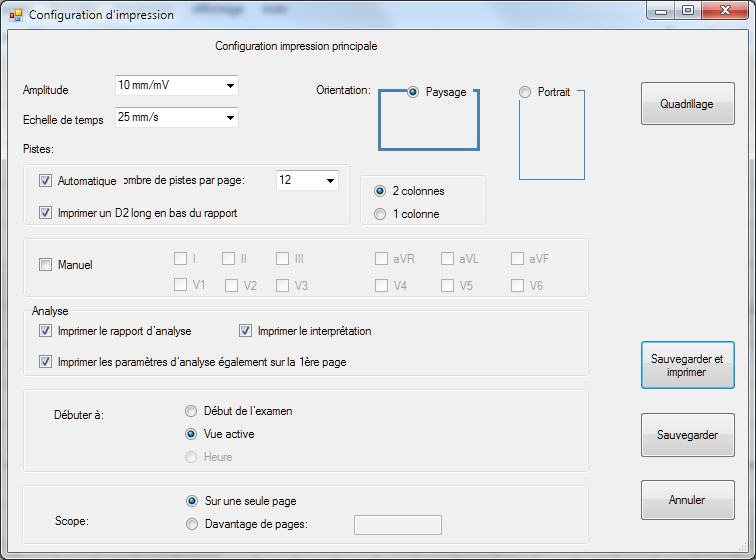 Configuration d'impression
Configuration impression principale
Amplitude
10 mm/mV
Orientation:
Paysage
Portrait
Quadrillage
Echelle de temps
25 mm/s
Pistes:
Automatique
ombre de pistes par page:
12
2 colonnes
Imprimer un D2 long en bas du rapport
1 colonne
Manuel
I
II
III
aVR
aVL
aVF
V1
V2
V3
V4
V5
V6
Analyse
Imprimer le rapport d'analyse
Imprimer le interprétation
Imprimer les paramètres d'analyse également sur la 1ère page
Sauvegarder et
imprimer
Débuter à:
Début de l'examen
Vue active
Heure
Sauvegarder
Scope:
Sur une seule page
Davantage de pages:
Annuler